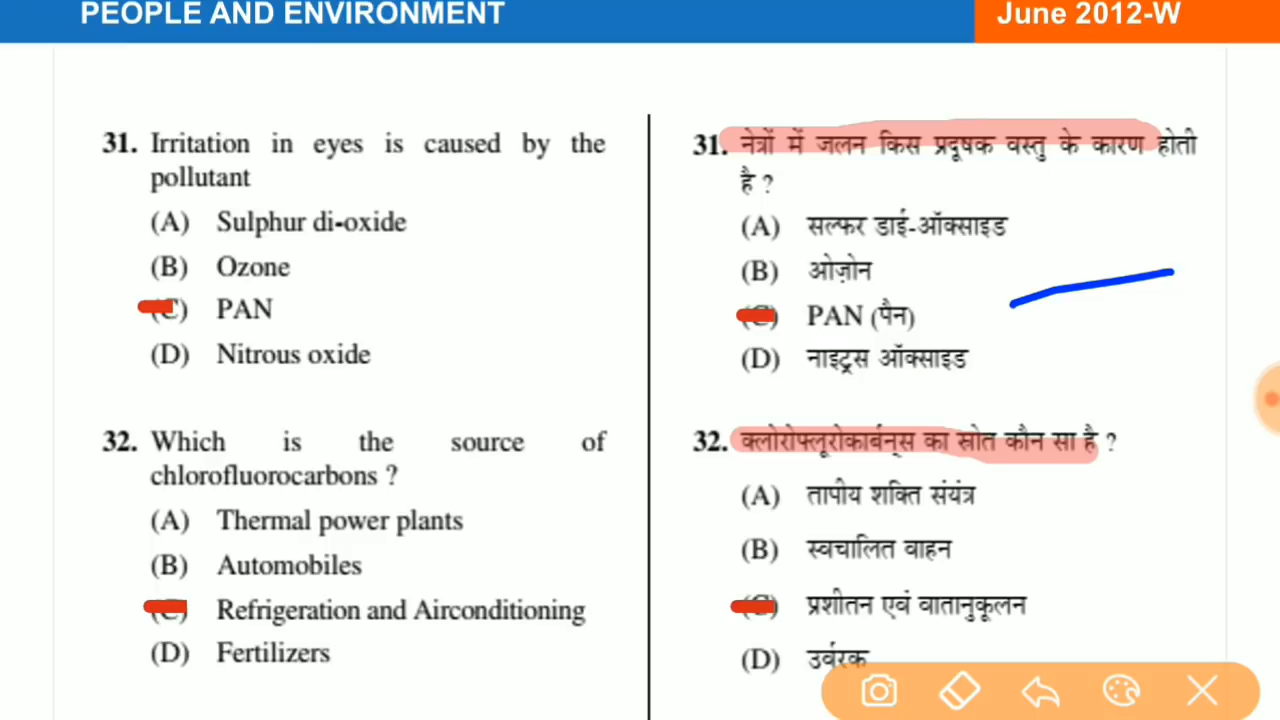 PEOPLE AND ENVIRONMENT
June 2012-W
31. Irritation in eyes is caused by the
pollutant
(A) Sulphur di-oxide
(B) Ozone
(C) PAN
(D) Nitrous oxide
32. Which is the source of
chlorofluorocarbons ?
(A) Thermal power plants
(B) Automobiles
(C) Refrigeration and Airconditioning
(D) Fertilizers
31. नेत्रों में जलन किस प्रदूषक वस्तु के कारण होती
है ?
(A) सल्फर डाई-ऑक्साइड
(B) ओज़ोन
(C) PAN (पैन)
(D) नाइट्रस ऑक्साइड
32. क्लोरोफ्लूरोकार्बन्स का स्रोत कौन सा है ?
(A) तापीय शक्ति संयंत्र
(B) स्वचालित वाहन
(C) प्रशीतन एवं वातानुकूलन
(D) उर्वरक